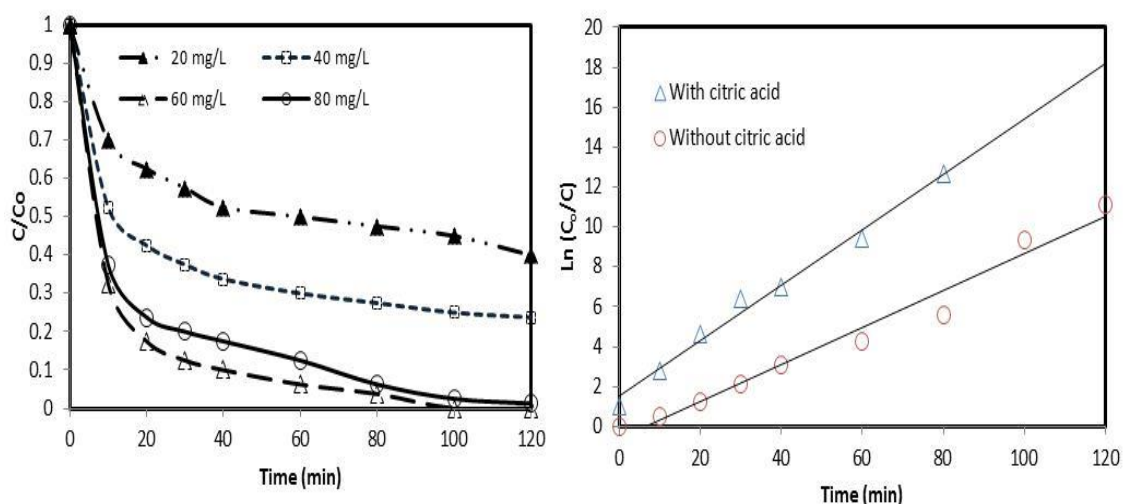 1
0.9
0.8
0.7
0.6
0.5
0.4
0.3
0.2
0.1
0
C/Co
20 mg/L
40 mg/L
60 mg/L
80 mg/L
0 20 40 60 80 100 120
Time (min)
20
18
16
14
12
10
8
6
4
2
0
Ln (Co/C)
With citric acid
Without citric acid
0 20 40 60 80 100 120
Time (min)